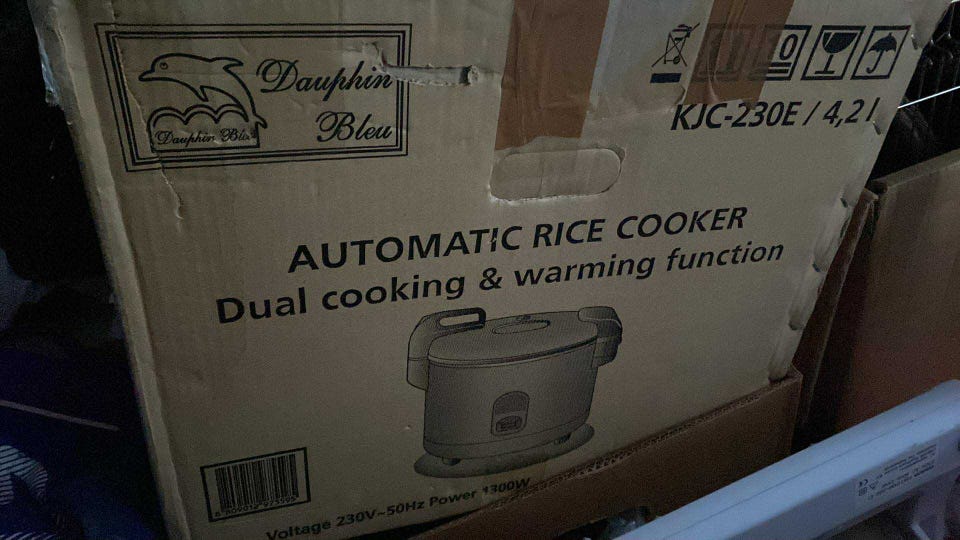 Dauphin
Bleu
Dauphin Bleu
KJC-230E / 4,2 l
AUTOMATIC RICE COOKER
Dual cooking & warming function
Voltage 230V~50Hz Power 1300W